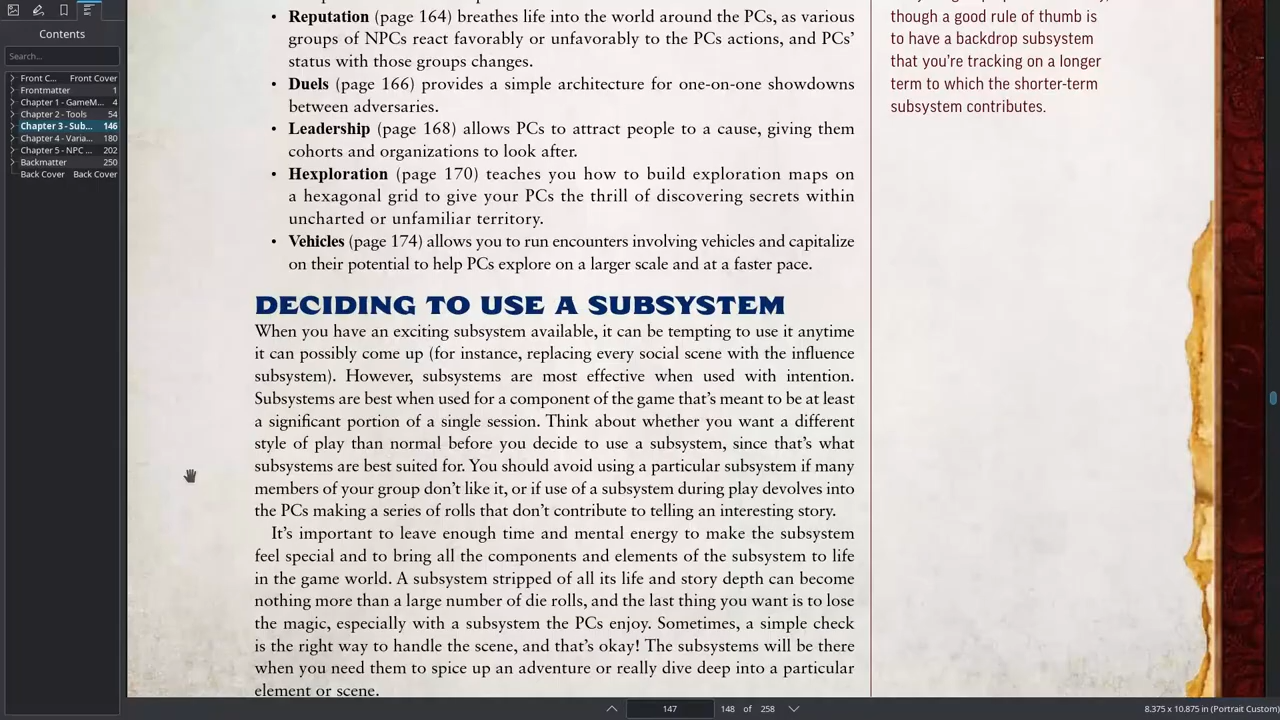 Contents
Search...
Front C... Front Cover
Frontmatter 1
Chapter 1 - GameM... 4
Chapter 2 - Tools 54
Chapter 3 - Sub... 146
Chapter 4 - Varia... 180
Chapter 5 - NPC ... 202
Backmatter 250
Back Cover Back Cover
• Reputation (page 164) breathes life into the world around the PCs, as various
groups of NPCs react favorably or unfavorably to the PCs actions, and PCs'
status with those groups changes.
• Duels (page 166) provides a simple architecture for one-on-one showdowns
between adversaries.
• Leadership (page 168) allows PCs to attract people to a cause, giving them
cohorts and organizations to look after.
• Hexploration (page 170) teaches you how to build exploration maps on
a hexagonal grid to give your PCs the thrill of discovering secrets within
uncharted or unfamiliar territory.
• Vehicles (page 174) allows you to run encounters involving vehicles and capitalize
on their potential to help PCs explore on a larger scale and at a faster pace.
DECIDING TO USE A SUBSYSTEM
When you have an exciting subsystem available, it can be tempting to use it anytime
it can possibly come up (for instance, replacing every social scene with the influence
subsystem). However, subsystems are most effective when used with intention.
Subsystems are best when used for a component of the game that's meant to be at least
a significant portion of a single session. Think about whether you want a different
style of play than normal before you decide to use a subsystem, since that's what
subsystems are best suited for. You should avoid using a particular subsystem if many
members of your group don't like it, or if use of a subsystem during play devolves into
the PCs making a series of rolls that don't contribute to telling an interesting story.
It's important to leave enough time and mental energy to make the subsystem
feel special and to bring all the components and elements of the subsystem to life
in the game world. A subsystem stripped of all its life and story depth can become
nothing more than a large number of die rolls, and the last thing you want is to lose
the magic, especially with a subsystem the PCs enjoy. Sometimes, a simple check
is the right way to handle the scene, and that's okay! The subsystems will be there
when you need them to spice up an adventure or really dive deep into a particular
element or scene.
though a good rule of thumb is
to have a backdrop subsystem
that you're tracking on a longer
term to which the shorter-term
subsystem contributes.
147 148 of 258
8.375 x 10.875 in (Portrait Custom)